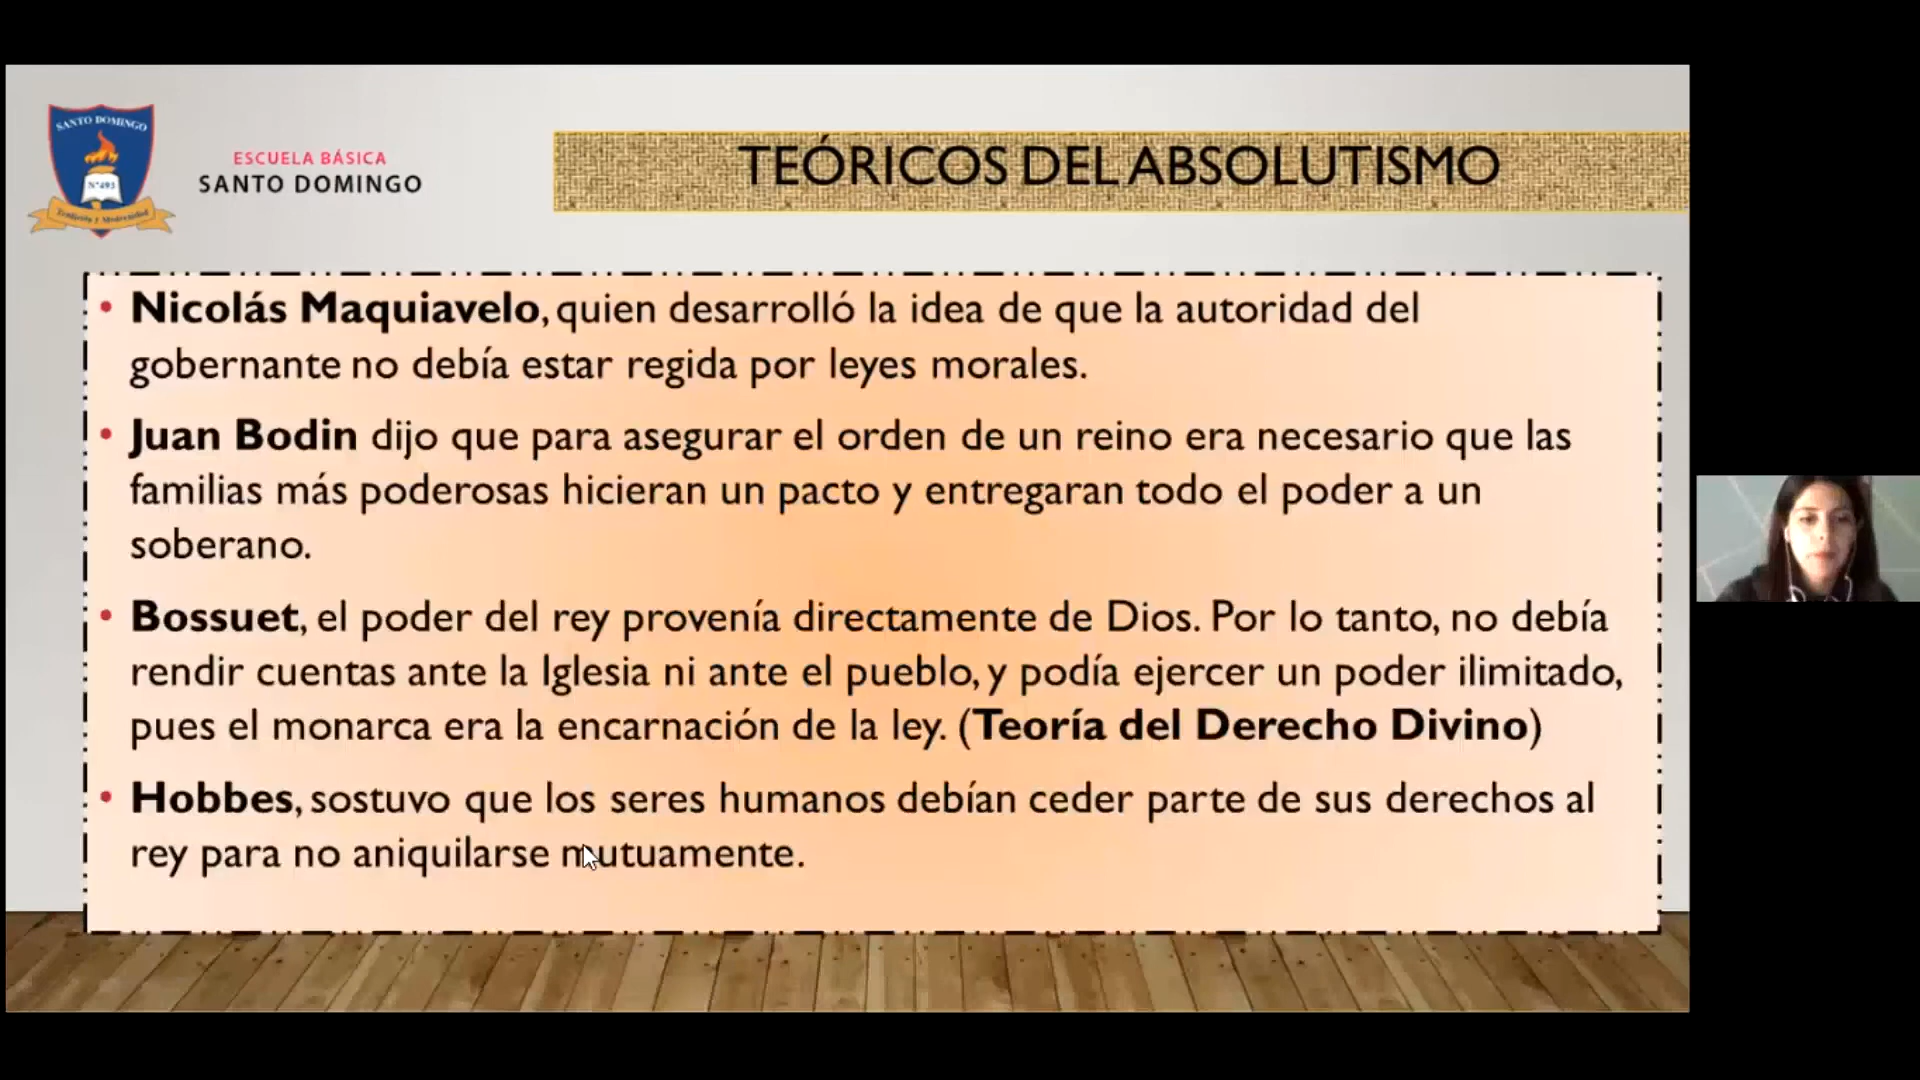 SANTO DOMINGO
N°493
Tradición y Modernidad
ESCUELA BÁSICA
SANTO DOMINGO
TEÓRICOS DEL ABSOLUTISMO
• Nicolás Maquiavelo, quien desarrolló la idea de que la autoridad del
gobernante no debía estar regida por leyes morales.
• Juan Bodin dijo que para asegurar el orden de un reino era necesario que las
familias más poderosas hicieran un pacto y entregaran todo el poder a un
soberano.
• Bossuet, el poder del rey provenía directamente de Dios. Por lo tanto, no debía
rendir cuentas ante la Iglesia ni ante el pueblo, y podía ejercer un poder ilimitado,
pues el monarca era la encarnación de la ley. (Teoría del Derecho Divino)
• Hobbes, sostuvo que los seres humanos debían ceder parte de sus derechos al
rey para no aniquilarse mutuamente.